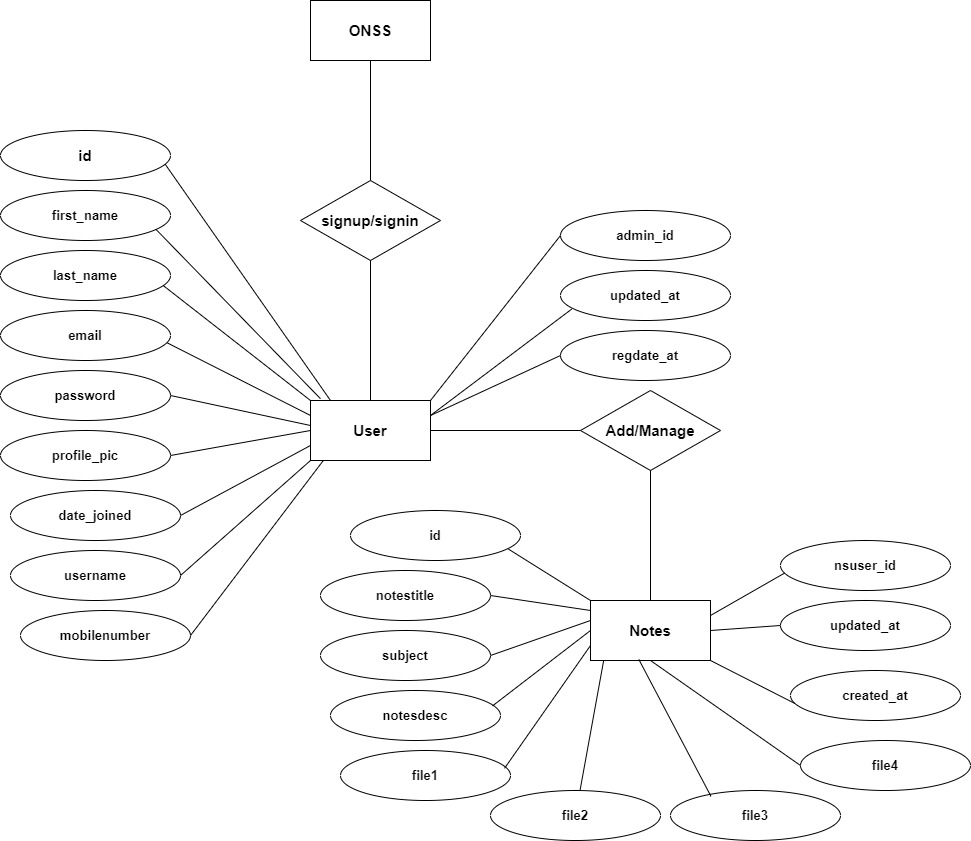 ONSS
signup/signin
id
first_name
last_name
email
password
profile_pic
date_joined
username
mobilenumber
admin_id
updated_at
regdate_at
User
Add/Manage
id
notestitle
subject
notesdesc
file1
file2
file3
file4
Notes
nsuser_id
updated_at
created_at